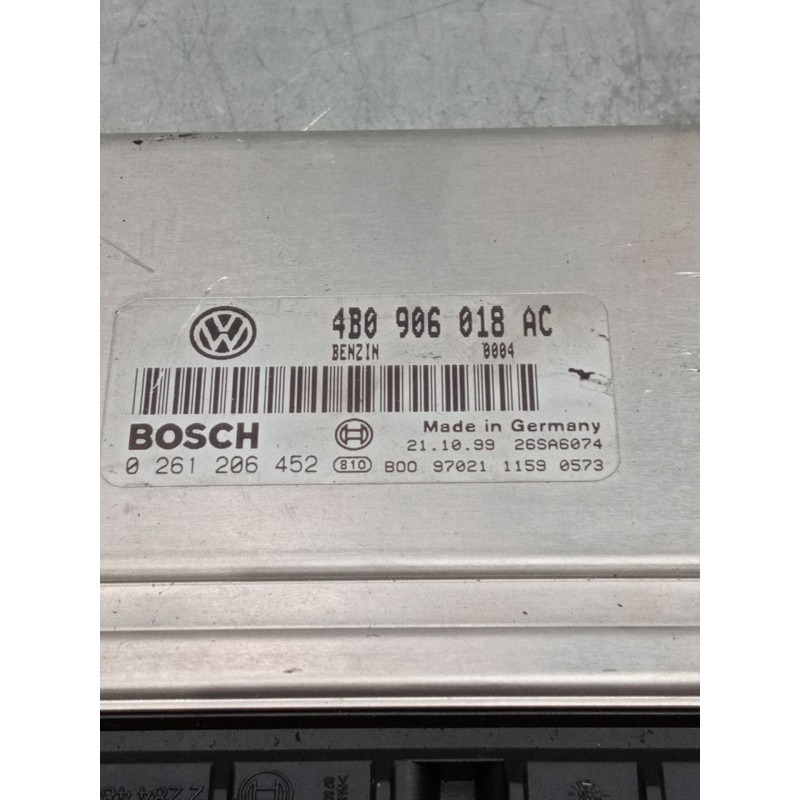 4B0 906 018 AC
BENZIN 0004
BOSCH
Made in Germany
21.10.99 26SA6074
0 261 206 452 810 B00 97021 1159 0573